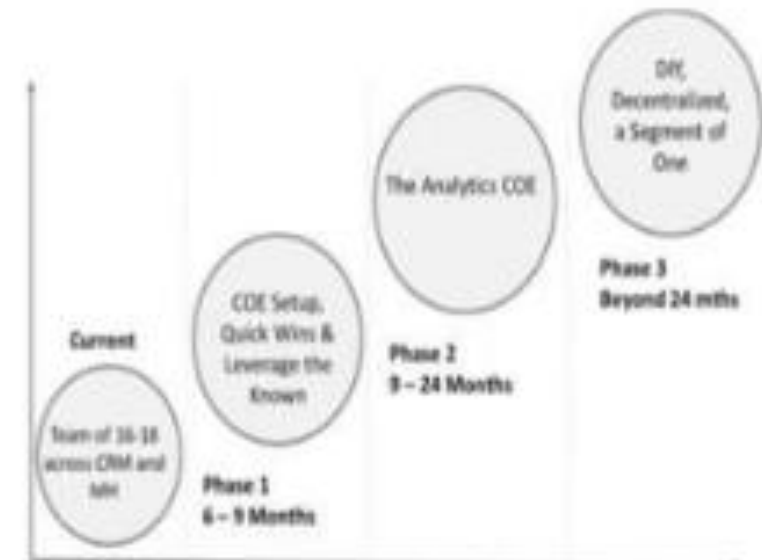 Current
Team of 16-18
across CRM and
MH
COE Setup,
Quick Wins &
Leverage the
Known
Phase 1
6 – 9 Months
The Analytics COE
Phase 2
9 – 24 Months
DIY,
Decentralized,
a Segment of
One
Phase 3
Beyond 24 mths